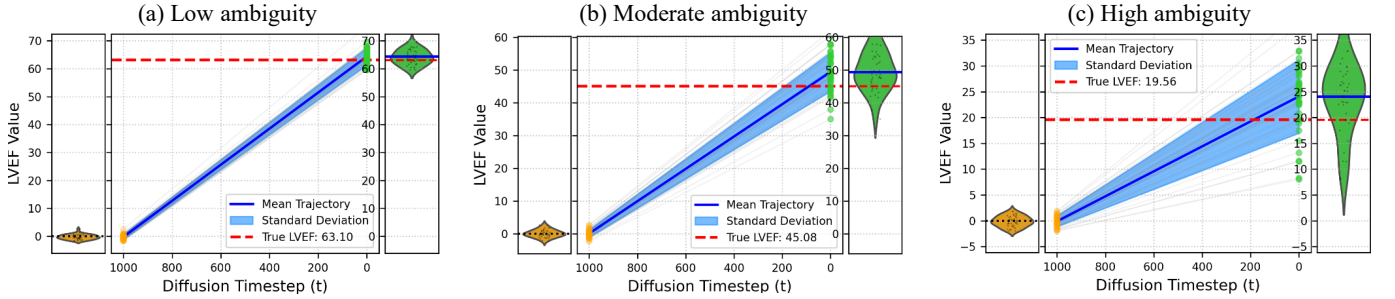 (a) Low ambiguity
LVEF Value
70
60
50
40
30
20
10
0
70
60
50
40
30
20
10
0
Mean Trajectory
Standard Deviation
True LVEF: 63.10
1000 800 600 400 200 0
Diffusion Timestep (t)
(b) Moderate ambiguity
LVEF Value
60
50
40
30
20
10
0
60
50
40
30
20
10
0
Mean Trajectory
Standard Deviation
True LVEF: 45.08
1000 800 600 400 200 0
Diffusion Timestep (t)
(c) High ambiguity
LVEF Value
35
30
25
20
15
10
5
0
−5
Mean Trajectory
Standard Deviation
True LVEF: 19.56
35
30
25
20
15
10
5
0
−5
1000 800 600 400 200 0
Diffusion Timestep (t)